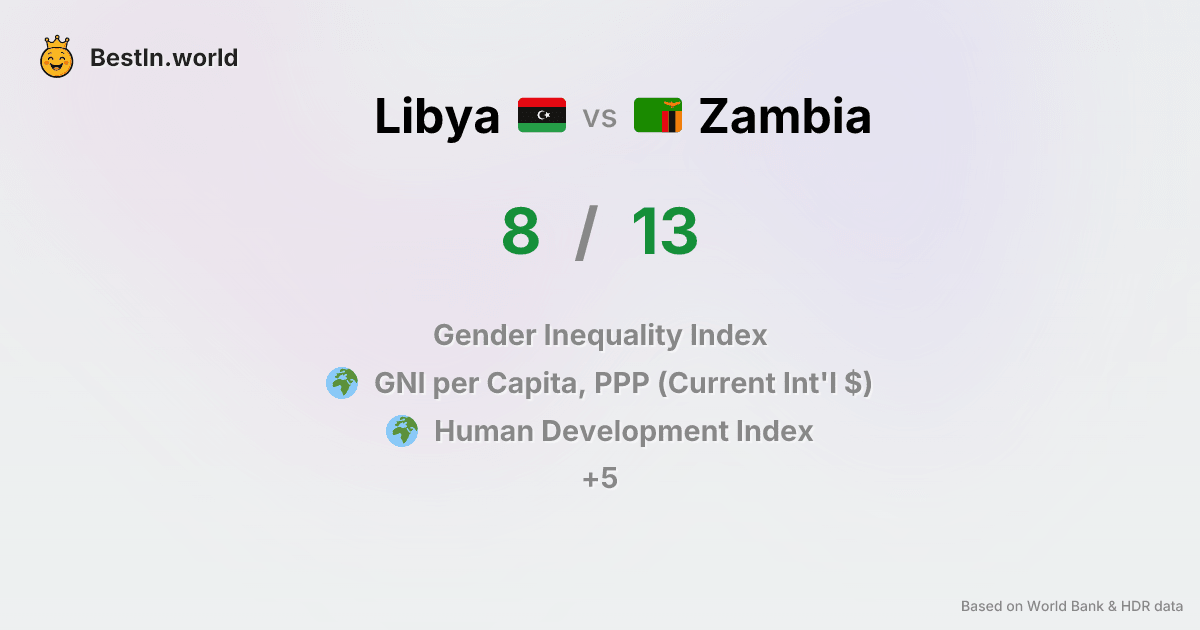 BestIn.world
Libya vs Zambia
8 / 13
Gender Inequality Index
GNI per Capita, PPP (Current Int'l $)
Human Development Index
+5
Based on World Bank & HDR data